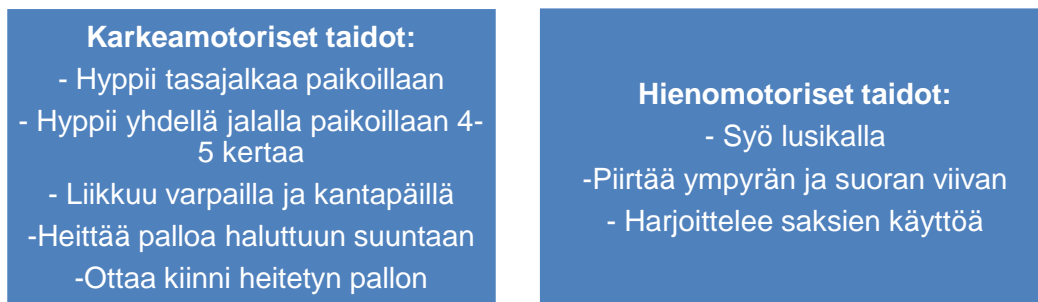 Karkeamotoriset taidot:
- Hyppii tasajalkaa paikoillaan
- Hyppii yhdellä jalalla paikoillaan 4-
5 kertaa
- Liikkuu varpailla ja kantapäillä
-Heittää palloa haluttuun suuntaan
-Ottaa kiinni heitetyn pallon
Hienomotoriset taidot:
- Syö lusikalla
-Piirtää ympyrän ja suoran viivan
- Harjoittelee saksien käyttöä